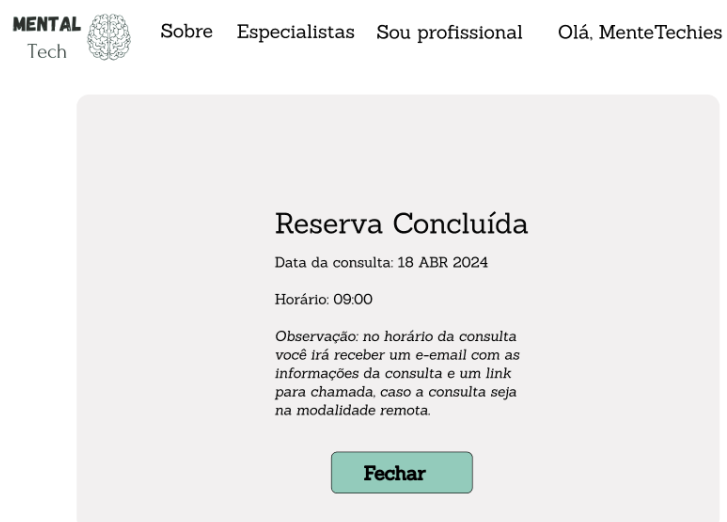 MENTAL
Tech
Sobre Especialistas Sou profissional Olá, MenteTechies
Reserva Concluída
Data da consulta: 18 ABR 2024
Horário: 09:00
Observação: no horário da consulta
você irá receber um e-email com as
informações da consulta e um link
para chamada, caso a consulta seja
na modalidade remota.
Fechar